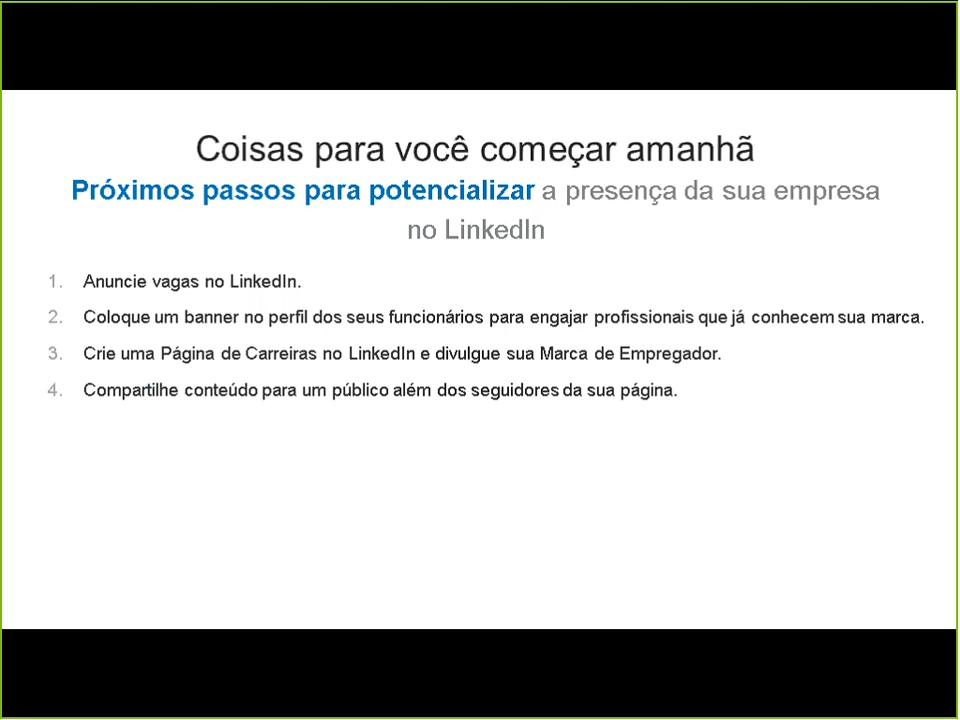 Coisas para você começar amanhã
Próximos passos para potencializar a presença da sua empresa
no LinkedIn
1. Anuncie vagas no LinkedIn.
2. Coloque um banner no perfil dos seus funcionários para engajar profissionais que já conhecem sua marca.
3. Crie uma Página de Carreiras no LinkedIn e divulgue sua Marca de Empregador.
4. Compartilhe conteúdo para um público além dos seguidores da sua página.